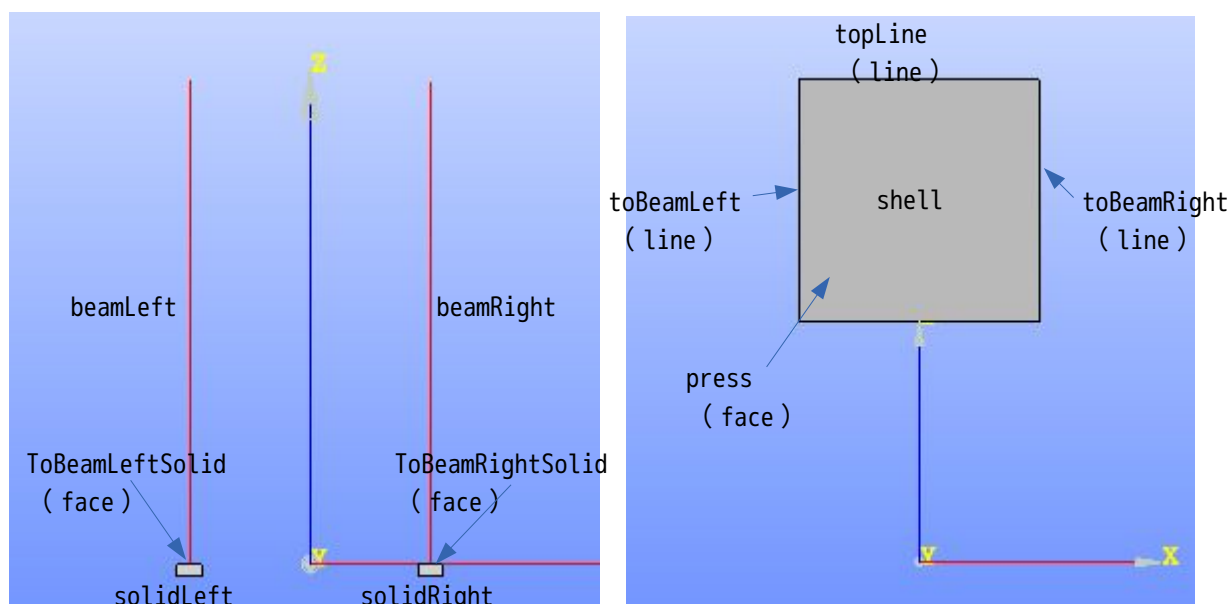 Z
beamLeft
beamRight
ToBeamLeftSolid
( face )
ToBeamRightSolid
( face )
Y
solidLeft
solidRight
topLine
( line )
toBeamLeft
( line )
shell
toBeamRight
( line )
press
( face )
Y
X